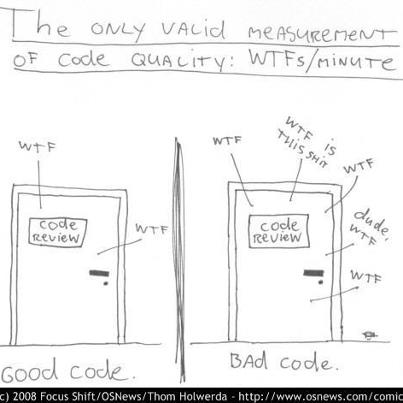 The only valid measurement
of code quality: WTFs/minute
WTF
code
review
WTF
Good code.
WTF
WTF is
this shit
WTF
code
review
dude,
WTF
WTF
Bad code.
(c) 2008 Focus Shift/OSNews/Thom Holwerda - http://www.osnews.com/comic